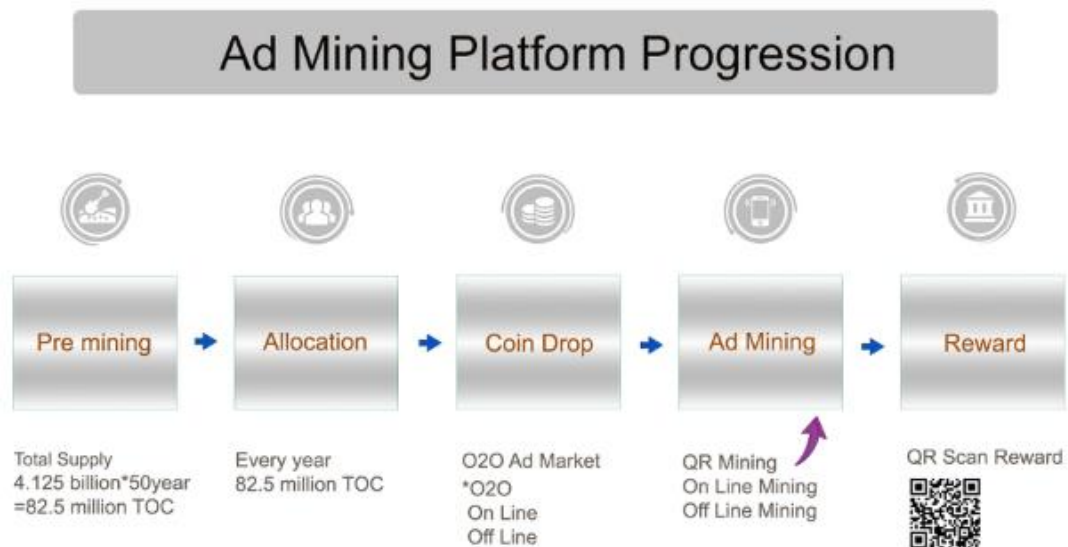 Ad Mining Platform Progression
Pre mining
Allocation
Coin Drop
Ad Mining
Reward
Total Supply
4.125 billion*50year
=82.5 million TOC
Every year
82.5 million TOC
O2O Ad Market
*O2O
On Line
Off Line
QR Mining
On Line Mining
Off Line Mining
QR Scan Reward